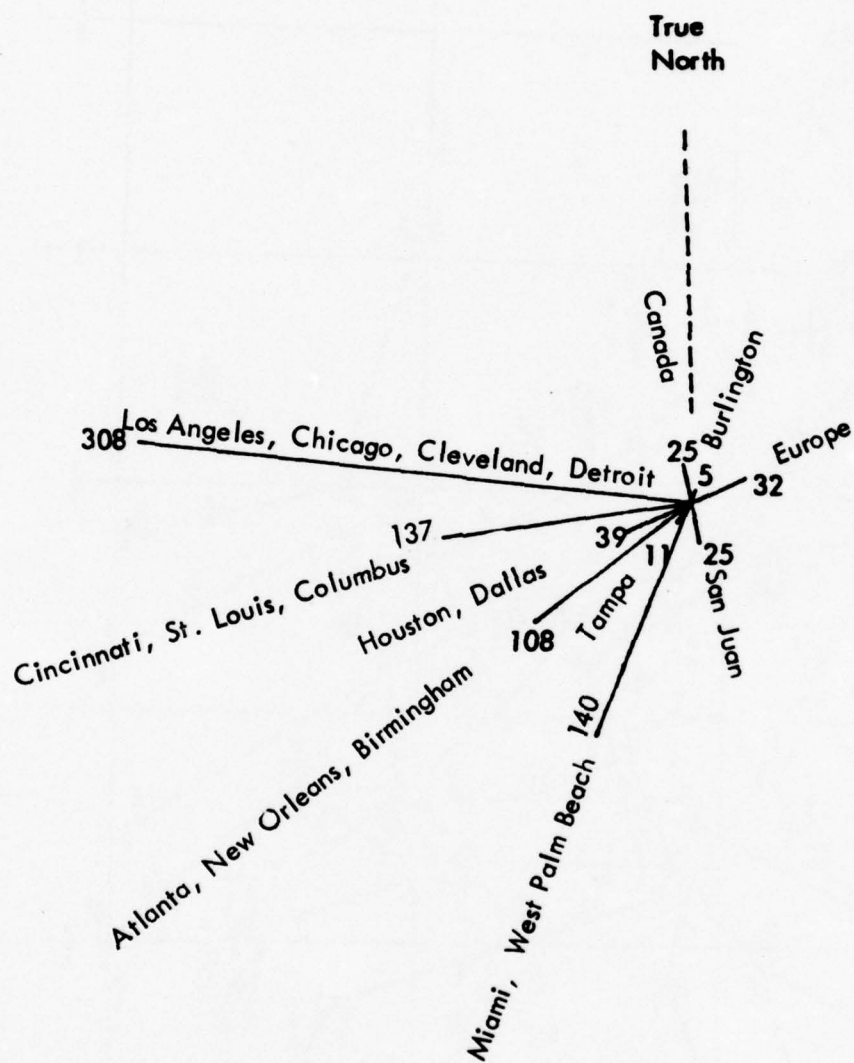 True
North
Canada
Burlington
25
5
Europe
32
Los Angeles, Chicago, Cleveland, Detroit
308
137
Cincinnati, St. Louis, Columbus
39
Houston, Dallas
11
Tampa
25
San Juan
108
Atlanta, New Orleans, Birmingham
140
Miami, West Palm Beach